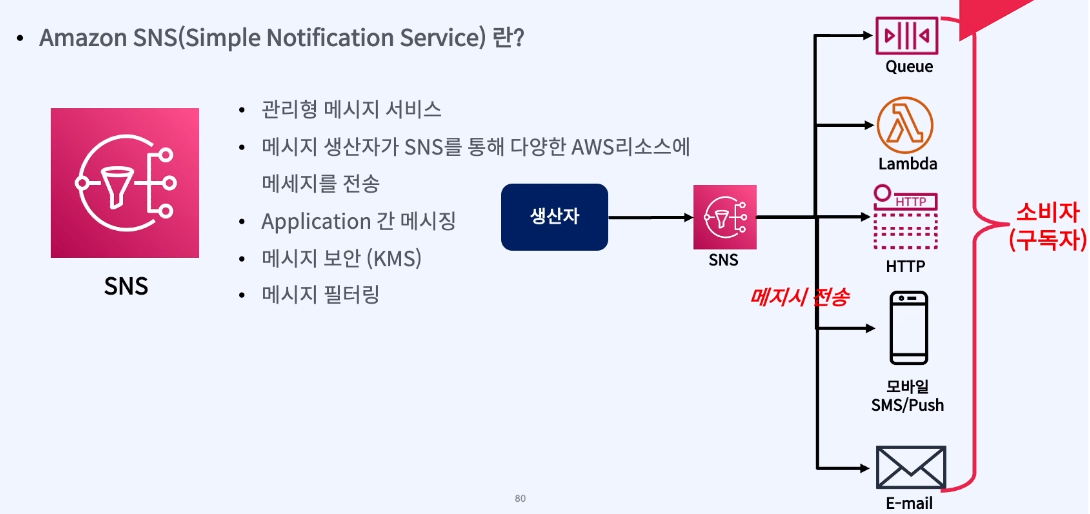 • Amazon SNS(Simple Notification Service) 란?
SNS
• 관리형 메시지 서비스
• 메시지 생산자가 SNS를 통해 다양한 AWS리소스에
메세지를 전송
• Application 간 메시징
• 메시지 보안 (KMS)
• 메시지 필터링
생산자
SNS
메지시 전송
Queue
Lambda
HTTP
HTTP
모바일
SMS/Push
E-mail
소비자
(구독자)
80